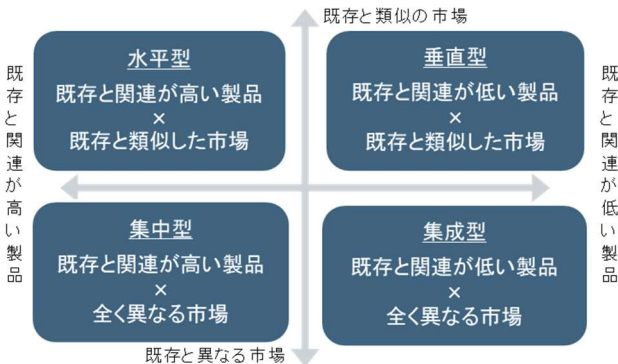 既存と類似の市場
既存と関連が高い製品
水平型
既存と関連が高い製品
×
既存と類似した市場
垂直型
既存と関連が低い製品
×
既存と類似した市場
既存と関連が低い製品
集中型
既存と関連が高い製品
×
全く異なる市場
集成型
既存と関連が低い製品
×
全く異なる市場
既存と異なる市場